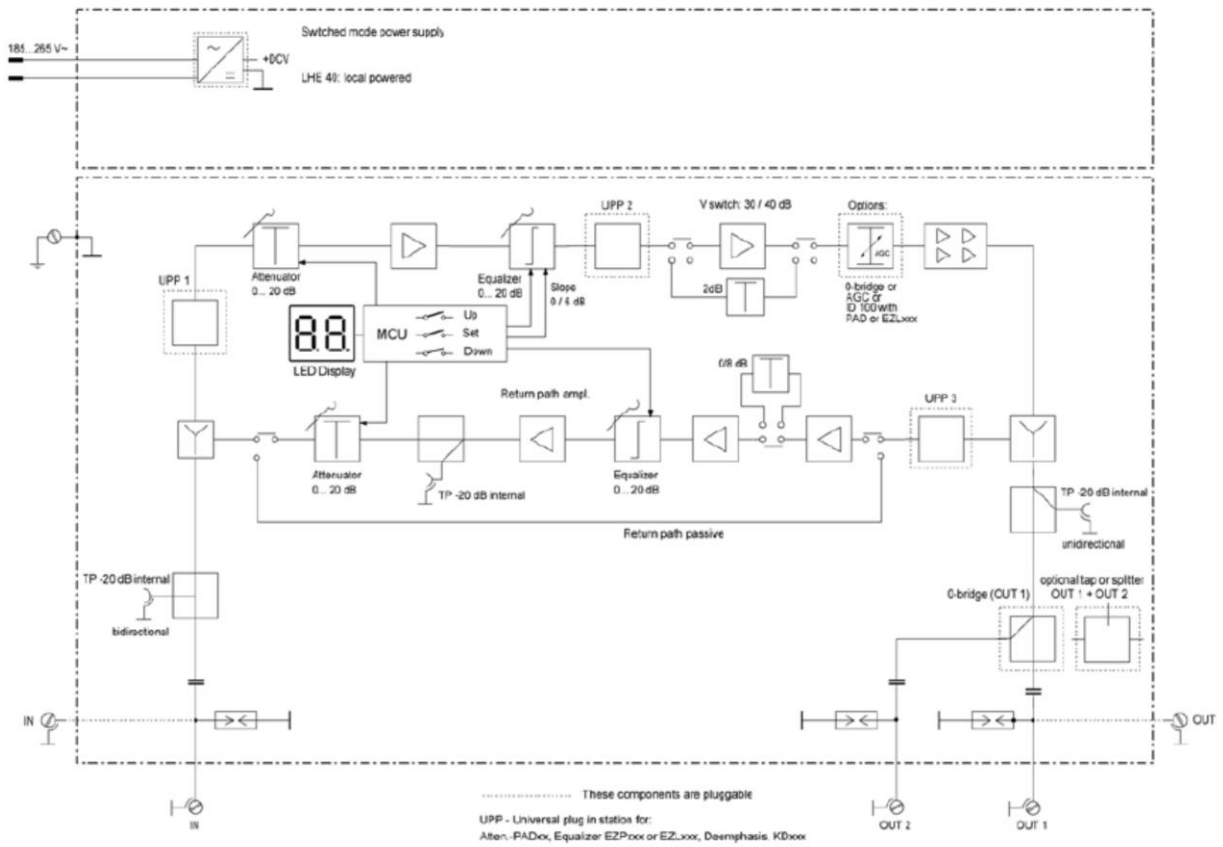 Switched mode power supply
185...265 V~
+DCV
LHE 40: local powered
UPP 2
V switch: 30 / 40 dB
Options:
AGC
Attenuator
0... 20 dB
Equalizer
0... 20 dB
Slope
0 / 6 dB
2dB
0-bridge or
AGC or
ID 100 with
PAD or EZLxxx
UPP 1
88
LED Display
MCU
Up
Set
Down
Return path ampl.
0/8 dB
UPP 3
Attenuator
0... 20 dB
TP -20 dB internal
Equalizer
0... 20 dB
TP -20 dB internal
unidirectional
Return path passive
TP -20 dB internal
bidirectional
0-bridge (OUT 1)
optional tap or splitter
OUT 1 + OUT 2
IN
OUT
IN
OUT 2
OUT 1
These components are pluggable
UPP - Universal plug in station for:
Atten.-PADxx, Equalizer EZPxxx or EZLxxx, Deemphasis, KDxxx